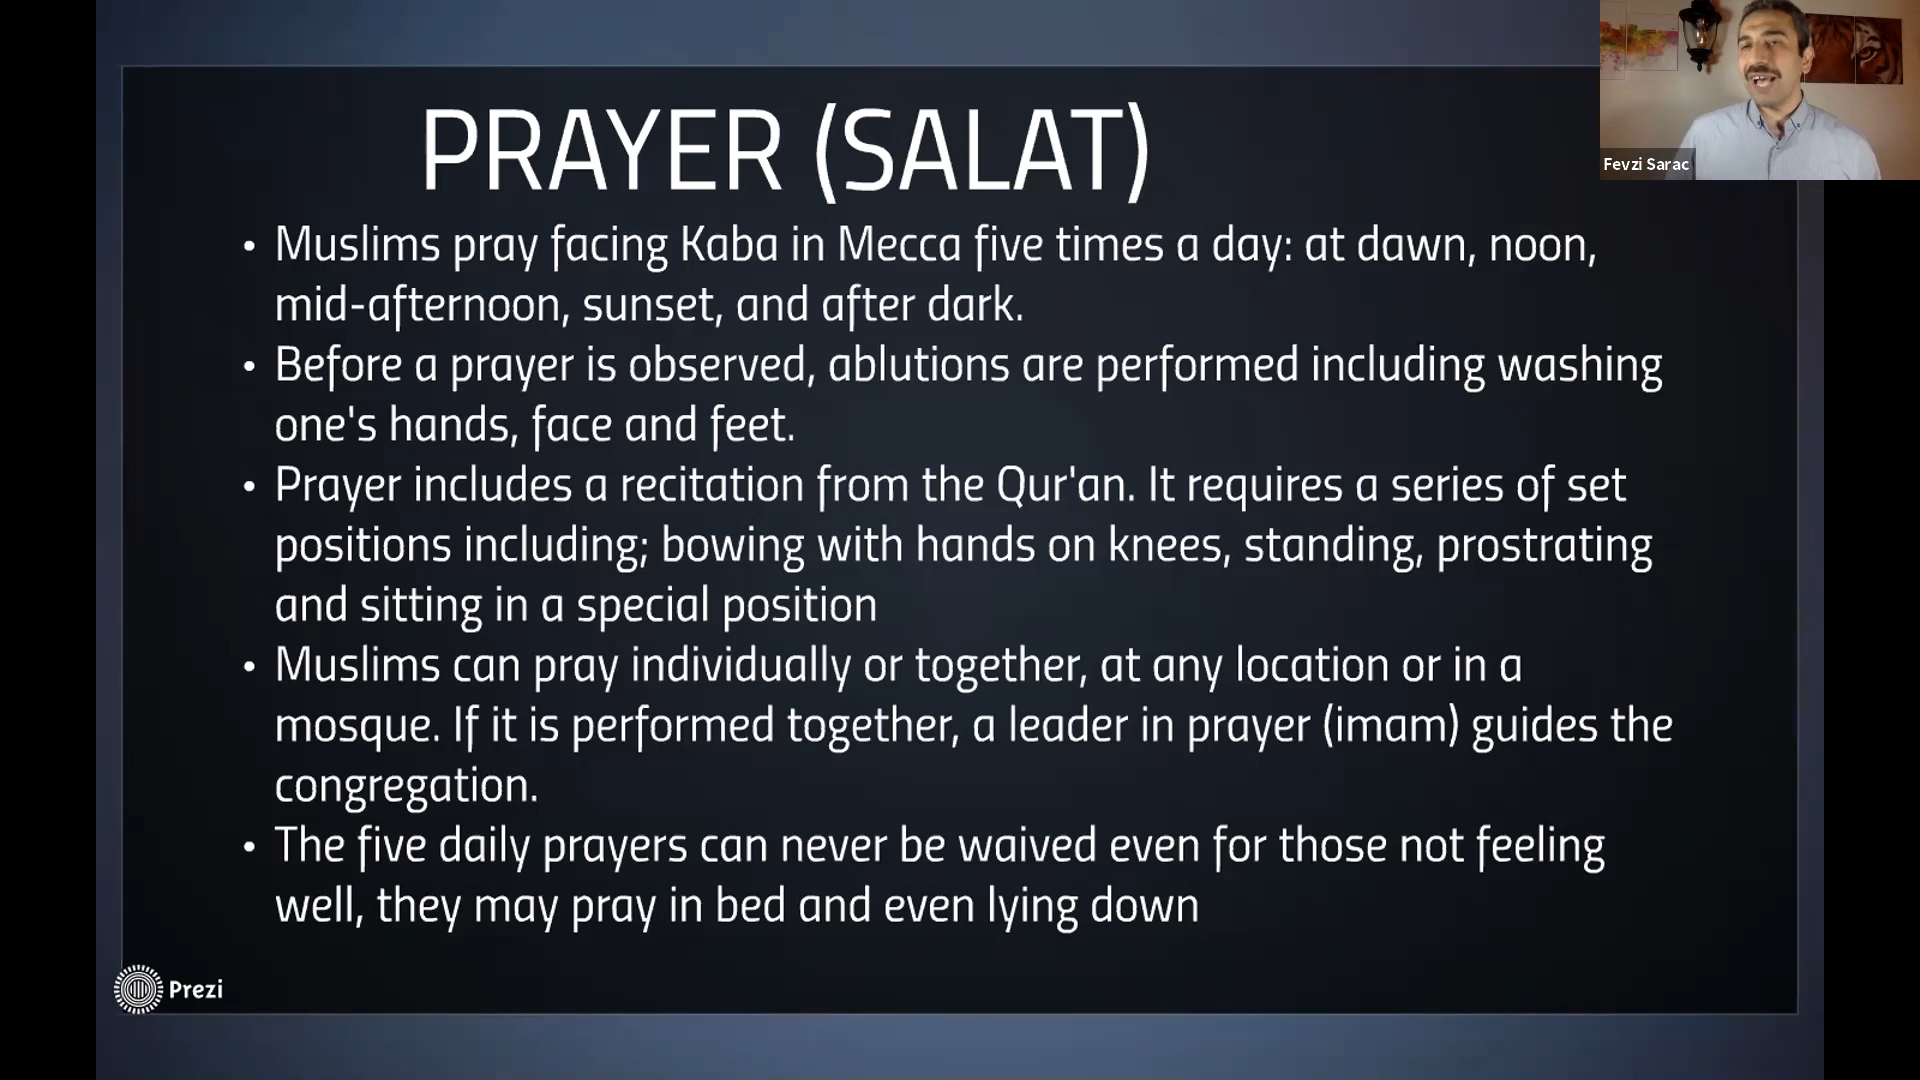 PRAYER (SALAT)
• Muslims pray facing Kaba in Mecca five times a day: at dawn, noon,
mid-afternoon, sunset, and after dark.
• Before a prayer is observed, ablutions are performed including washing
one's hands, face and feet.
• Prayer includes a recitation from the Qur'an. It requires a series of set
positions including; bowing with hands on knees, standing, prostrating
and sitting in a special position
• Muslims can pray individually or together, at any location or in a
mosque. If it is performed together, a leader in prayer (imam) guides the
congregation.
• The five daily prayers can never be waived even for those not feeling
well, they may pray in bed and even lying down
Fevzi Sarac
Prezi